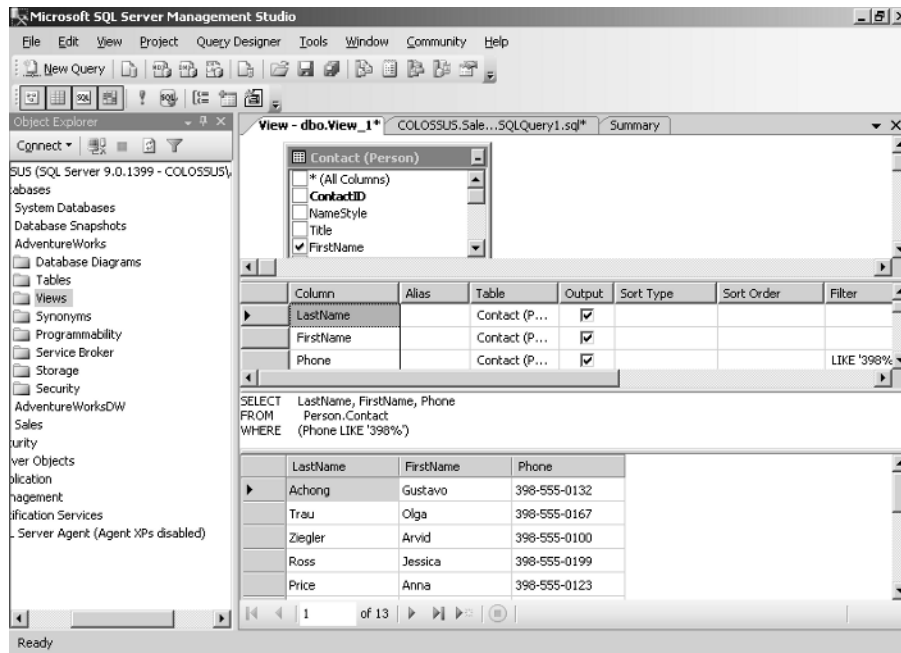 Microsoft SQL Server Management Studio
File Edit View Project Query Designer Tools Window Community Help
New Query
Object Explorer
View - dbo.View_1* COLOSSUS.Sale...SQLQuery1.sql* Summary
Connect
SUS (SQL Server 9.0.1399 - COLOSSUS\
abases
System Databases
Database Snapshots
AdventureWorks
Database Diagrams
Tables
Views
Synonyms
Programmability
Service Broker
Storage
Security
AdventureWorksDW
Sales
urity
ver Objects
plication
nagement
tification Services
L Server Agent (Agent XPs disabled)
Contact (Person)
* (All Columns)
ContactID
NameStyle
Title
FirstName
Column Alias Table Output Sort Type Sort Order Filter
LastName Contact (P...
FirstName Contact (P...
Phone Contact (P... LIKE '398%
SELECT LastName, FirstName, Phone
FROM Person.Contact
WHERE (Phone LIKE '398%')
LastName FirstName Phone
Achong Gustavo 398-555-0132
Trau Olga 398-555-0167
Ziegler Arvid 398-555-0100
Ross Jessica 398-555-0199
Price Anna 398-555-0123
1 of 13
Ready